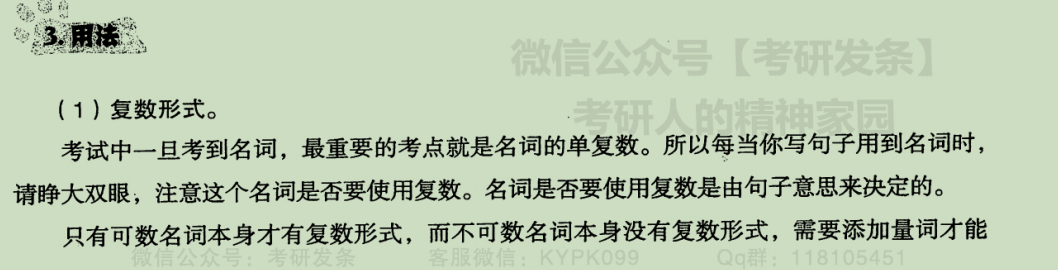 3. 用法
微信公众号【考研发条】
（1）复数形式。
考研人的精神家园
考试中一旦考到名词，最重要的考点就是名词的单复数。所以每当你写句子用到名词时，
请睁大双眼，注意这个名词是否要使用复数。名词是否要使用复数是由句子意思来决定的。
只有可数名词本身才有复数形式，而不可数名词本身没有复数形式，需要添加量词才能
微信公众号：考研发条 客服微信：KYPK099 Qq群：118105451